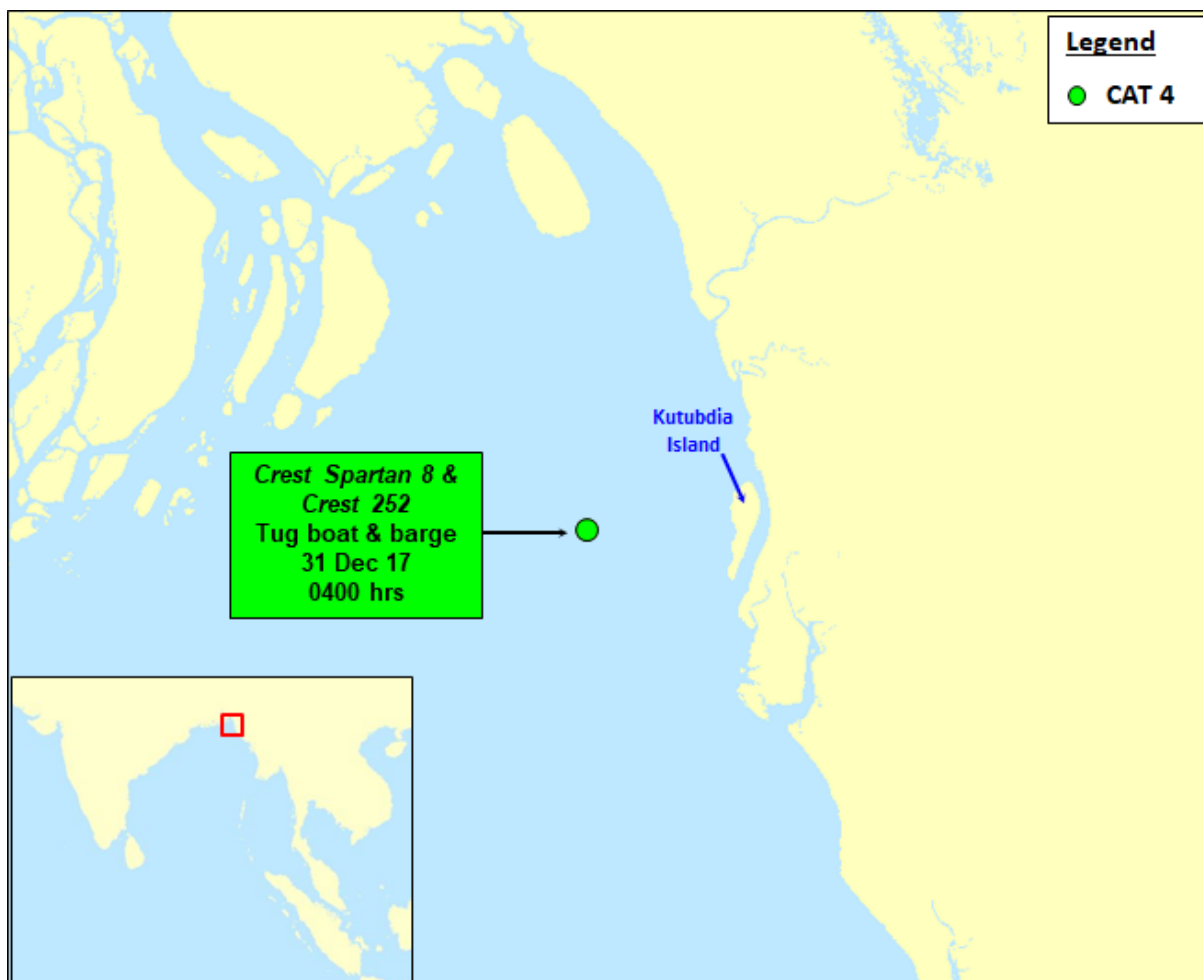 Legend
CAT 4
Kutubdia
Island
Crest Spartan 8 &
Crest 252
Tug boat & barge
31 Dec 17
0400 hrs